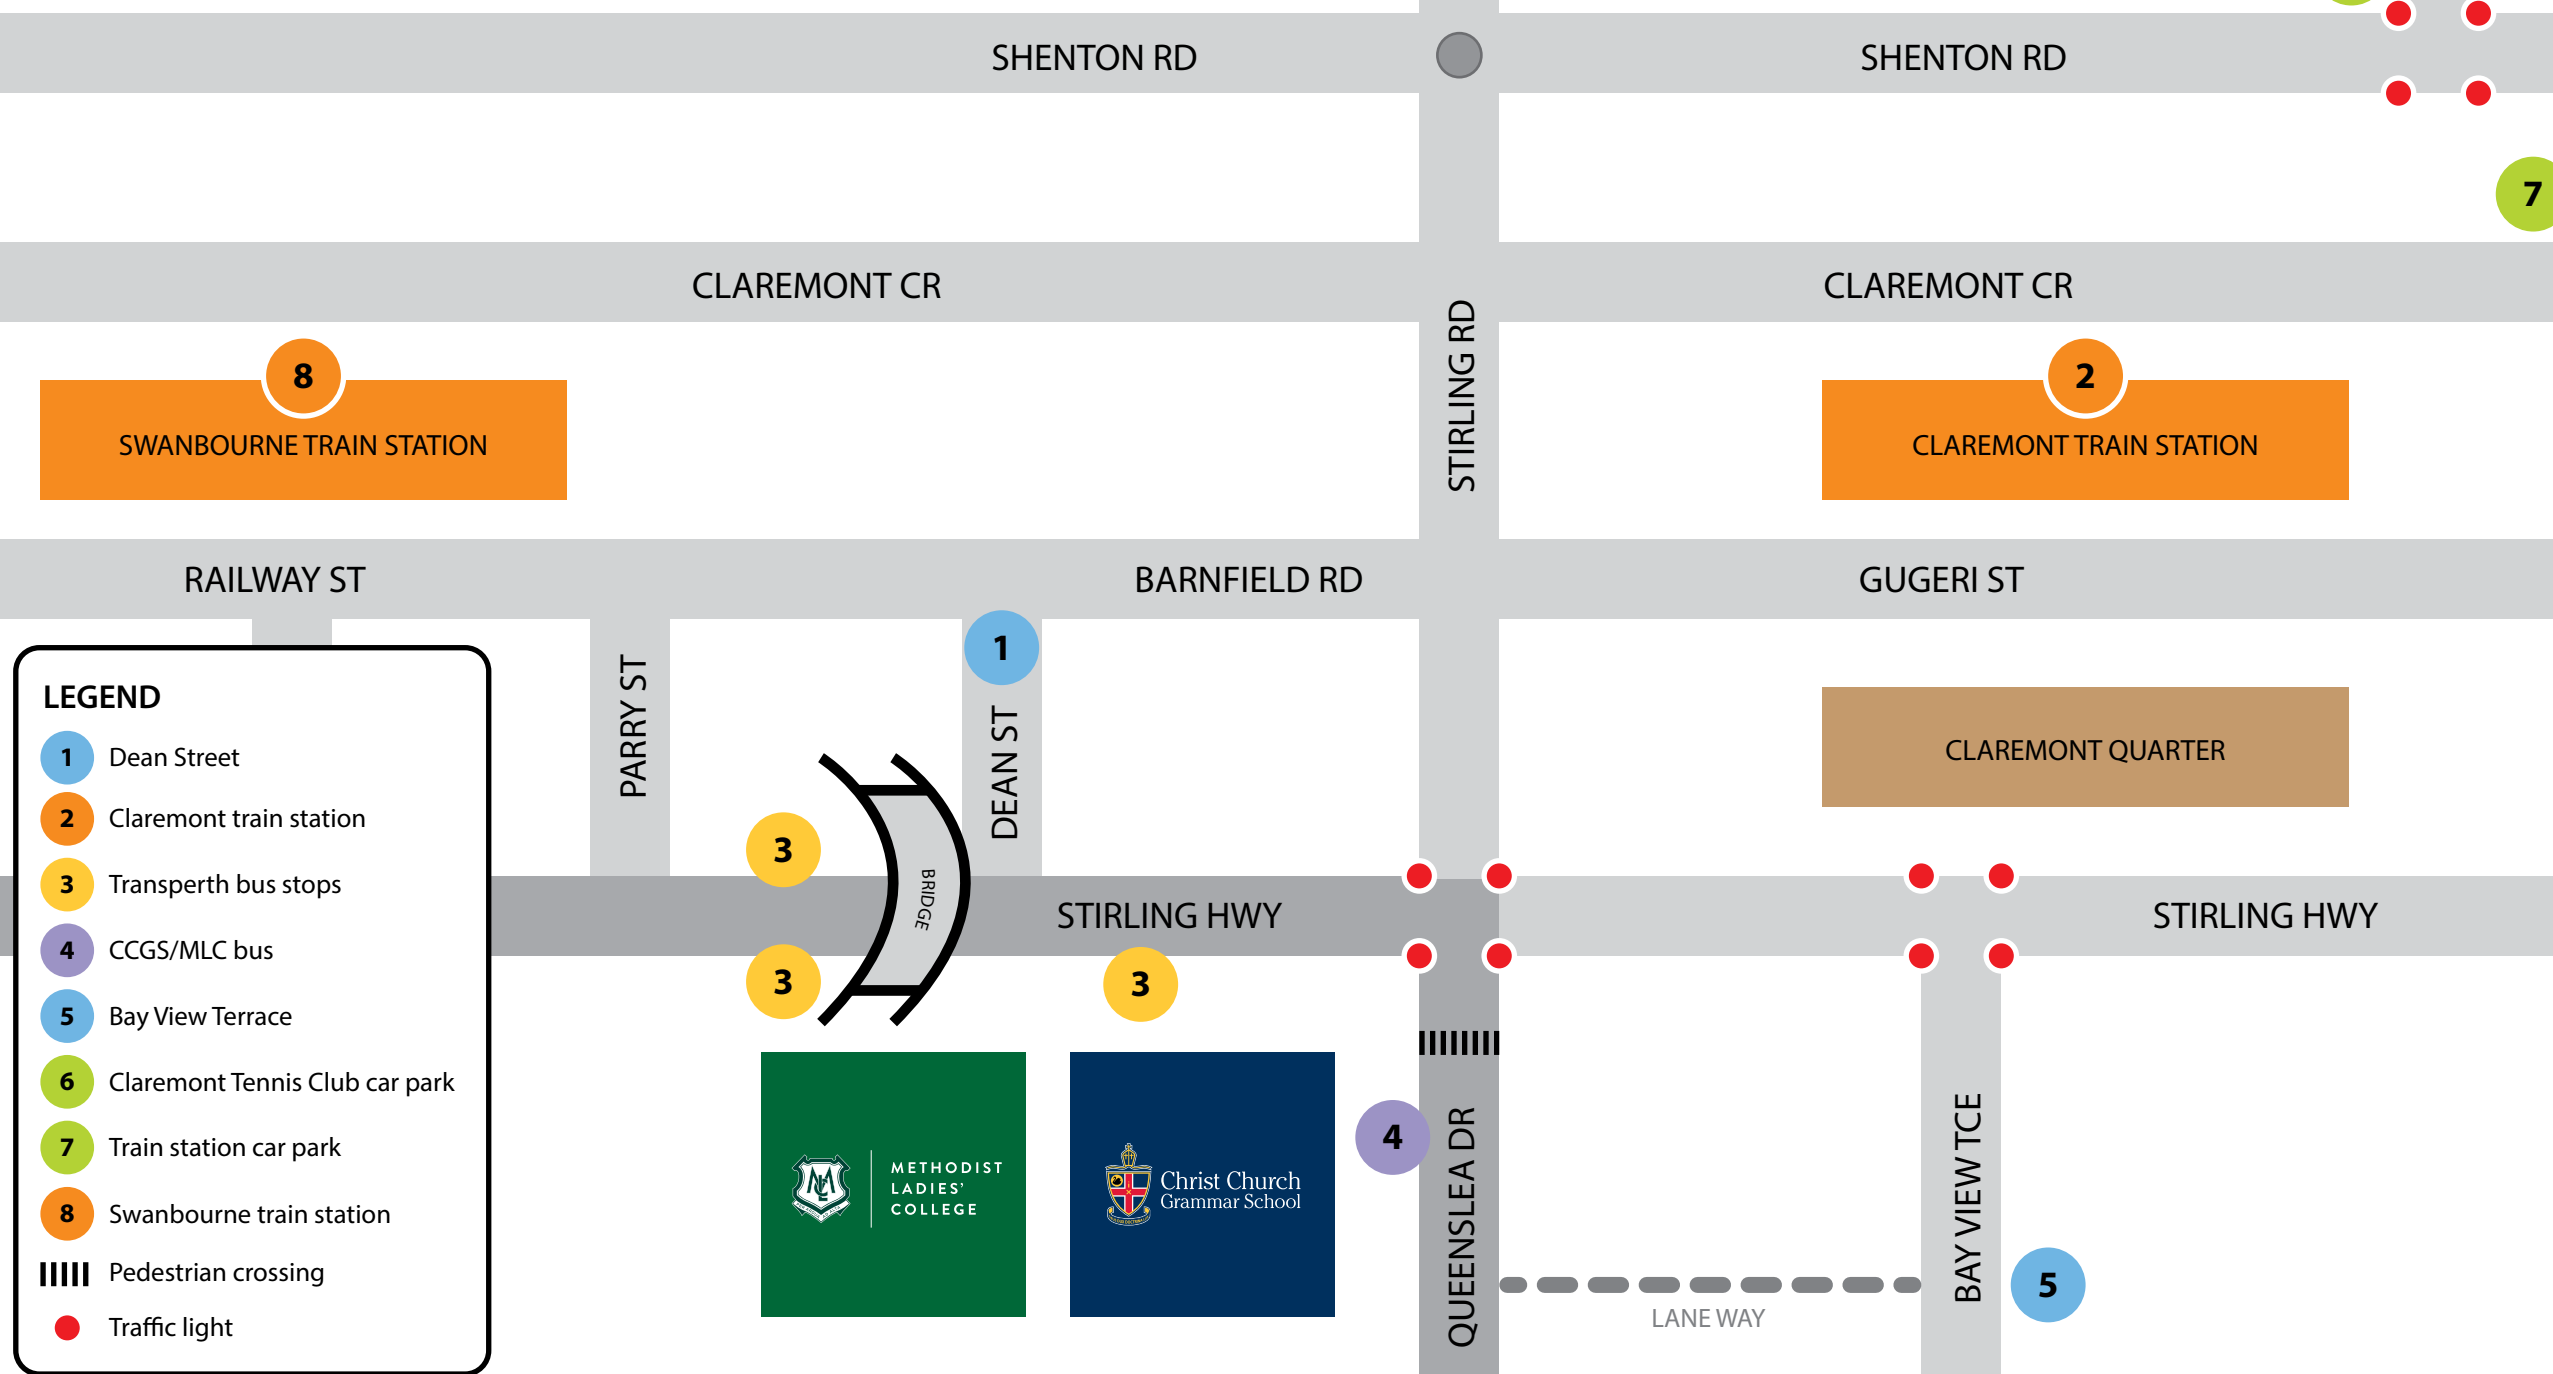 SHENTON RD
SHENTON RD
7
CLAREMONT CR
CLAREMONT CR
STIRLING RD
8
SWANBOURNE TRAIN STATION
2
CLAREMONT TRAIN STATION
RAILWAY ST
BARNFIELD RD
GUGERI ST
1
PARRY ST
DEAN ST
CLAREMONT QUARTER
3
BRIDGE
STIRLING HWY
STIRLING HWY
3
3
METHODIST
LADIES'
COLLEGE
Christ Church
Grammar School
4
QUEENSLEA DR
BAY VIEW TCE
5
LANE WAY
LEGEND
1 Dean Street
2 Claremont train station
3 Transperth bus stops
4 CCGS/MLC bus
5 Bay View Terrace
6 Claremont Tennis Club car park
7 Train station car park
8 Swanbourne train station
Pedestrian crossing
Traffic light